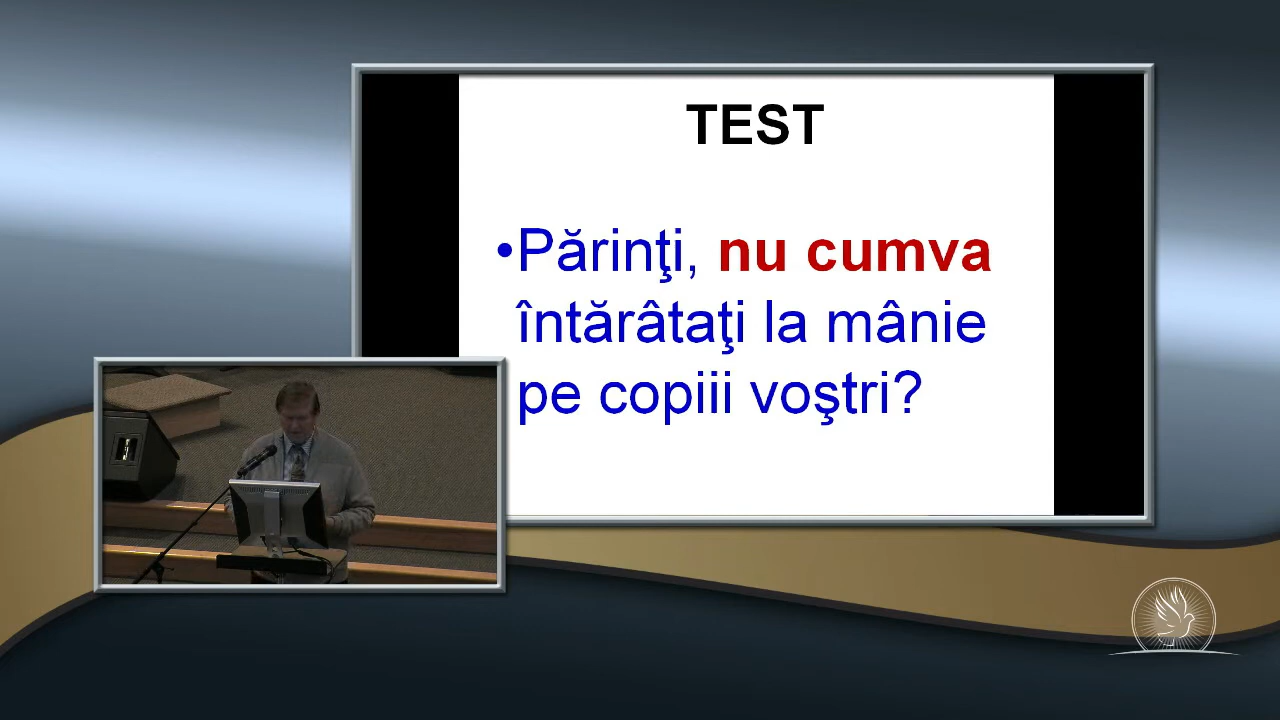 TEST
•Părinţi, nu cumva
întărâtaţi la mânie
pe copiii voştri?